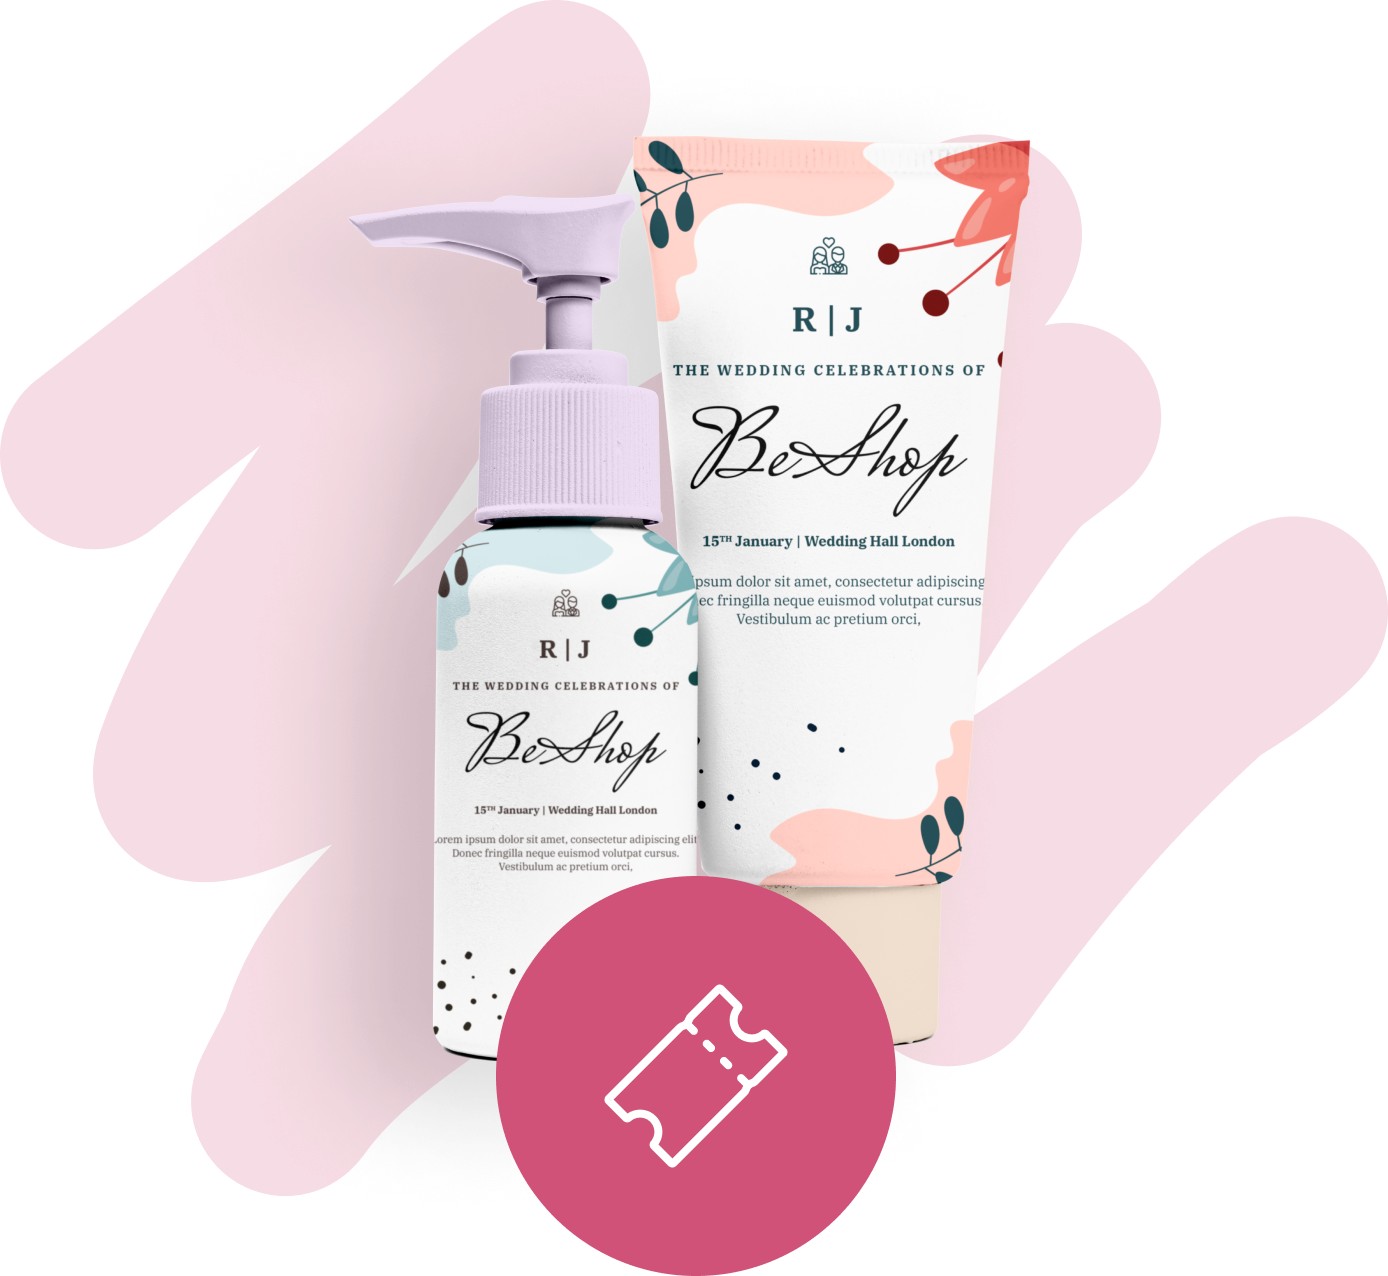 R | J
THE WEDDING CELEBRATIONS OF
BeShop
15TH January | Wedding Hall London
ipsum dolor sit amet, consectetur adipiscing
ec fringilla neque euismod volutpat cursus.
Vestibulum ac pretium orci,
R | J
THE WEDDING CELEBRATIONS OF
BeShop
15TH January | Wedding Hall London
Lorem ipsum dolor sit amet, consectetur adipiscing elit
Donec fringilla neque euismod volutpat cursus.
Vestibulum ac pretium orci,